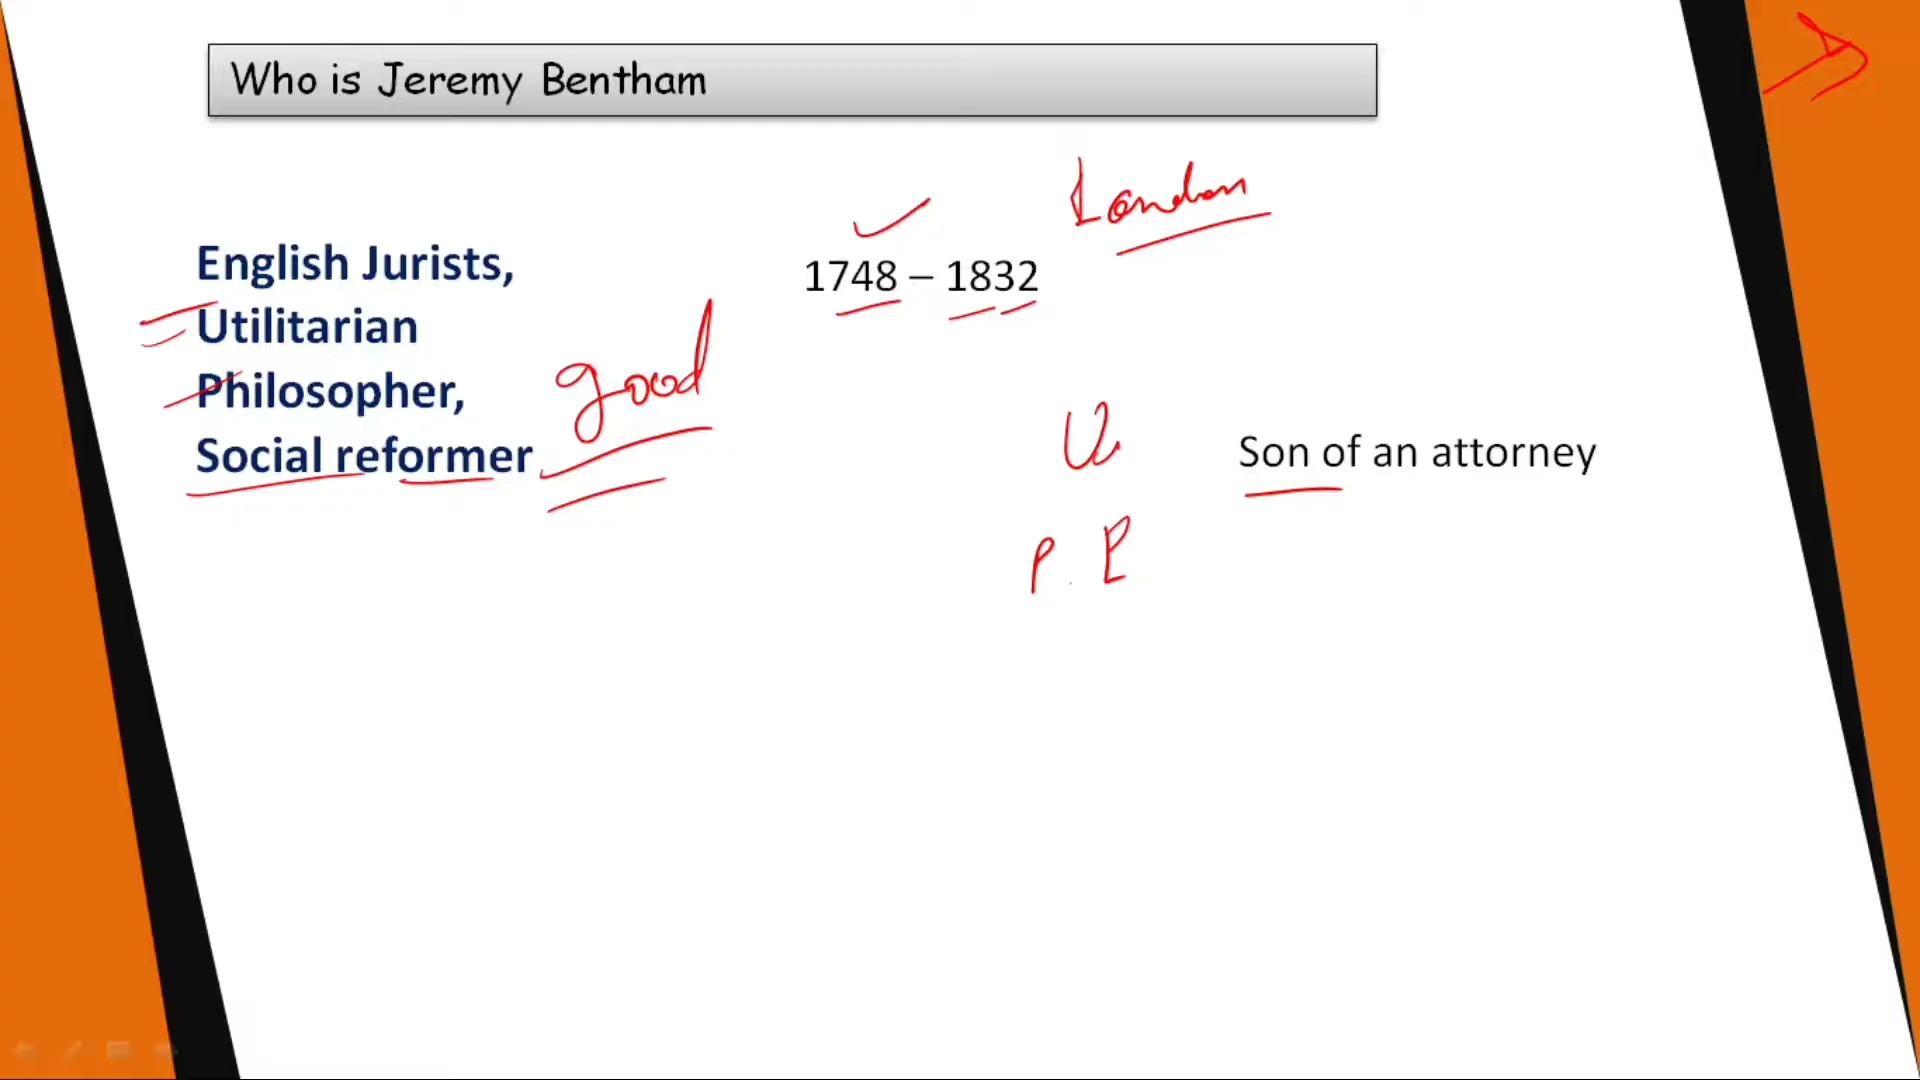 Who is Jeremy Bentham
London
English Jurists,
1748 – 1832
Utilitarian
Philosopher,
good
Social reformer
Son of an attorney
P. E